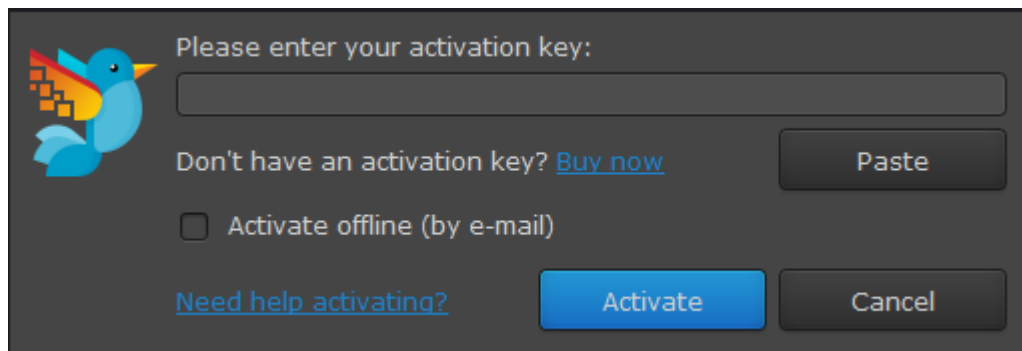 Please enter your activation key:
Don't have an activation key? Buy now
Paste
Activate offline (by e-mail)
Need help activating?
Activate
Cancel